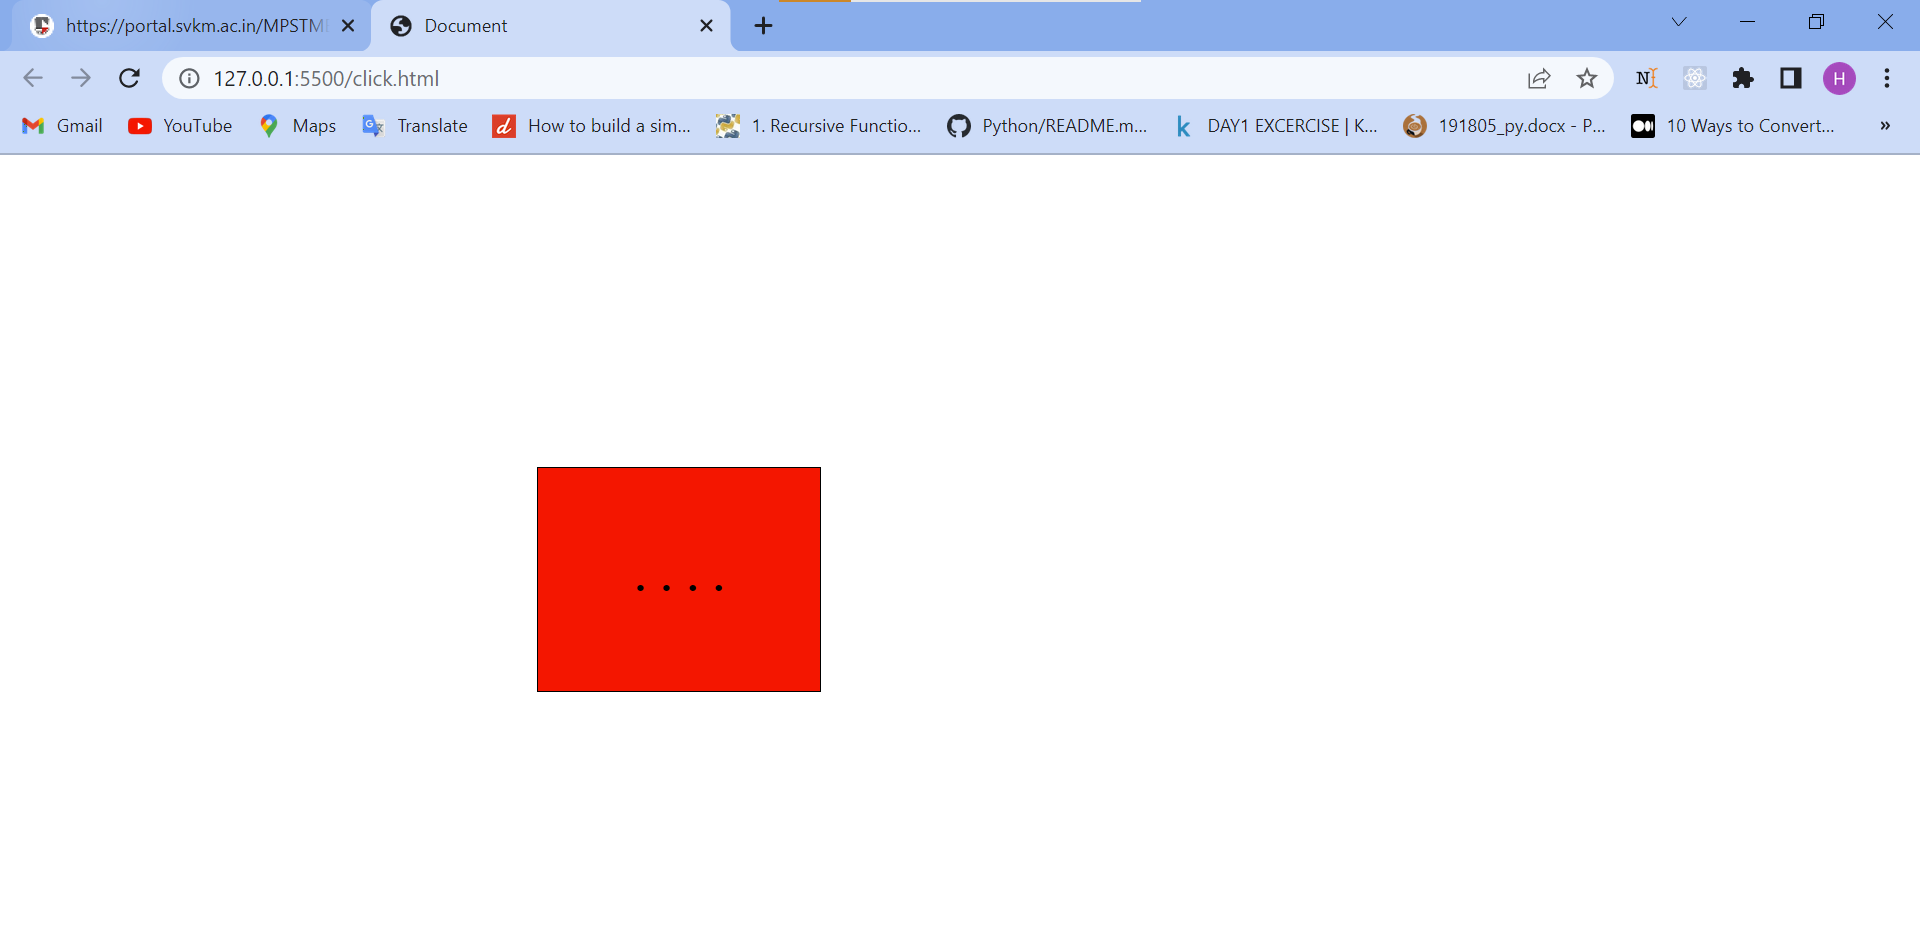 https://portal.svkm.ac.in/MPSTM
Document
127.0.0.1:5500/click.html
H
Gmail
YouTube
Maps
Translate
How to build a sim...
1. Recursive Functio...
Python/README.m...
DAY1 EXCERCISE | K...
191805_py.docx - P...
10 Ways to Convert...
. . . .